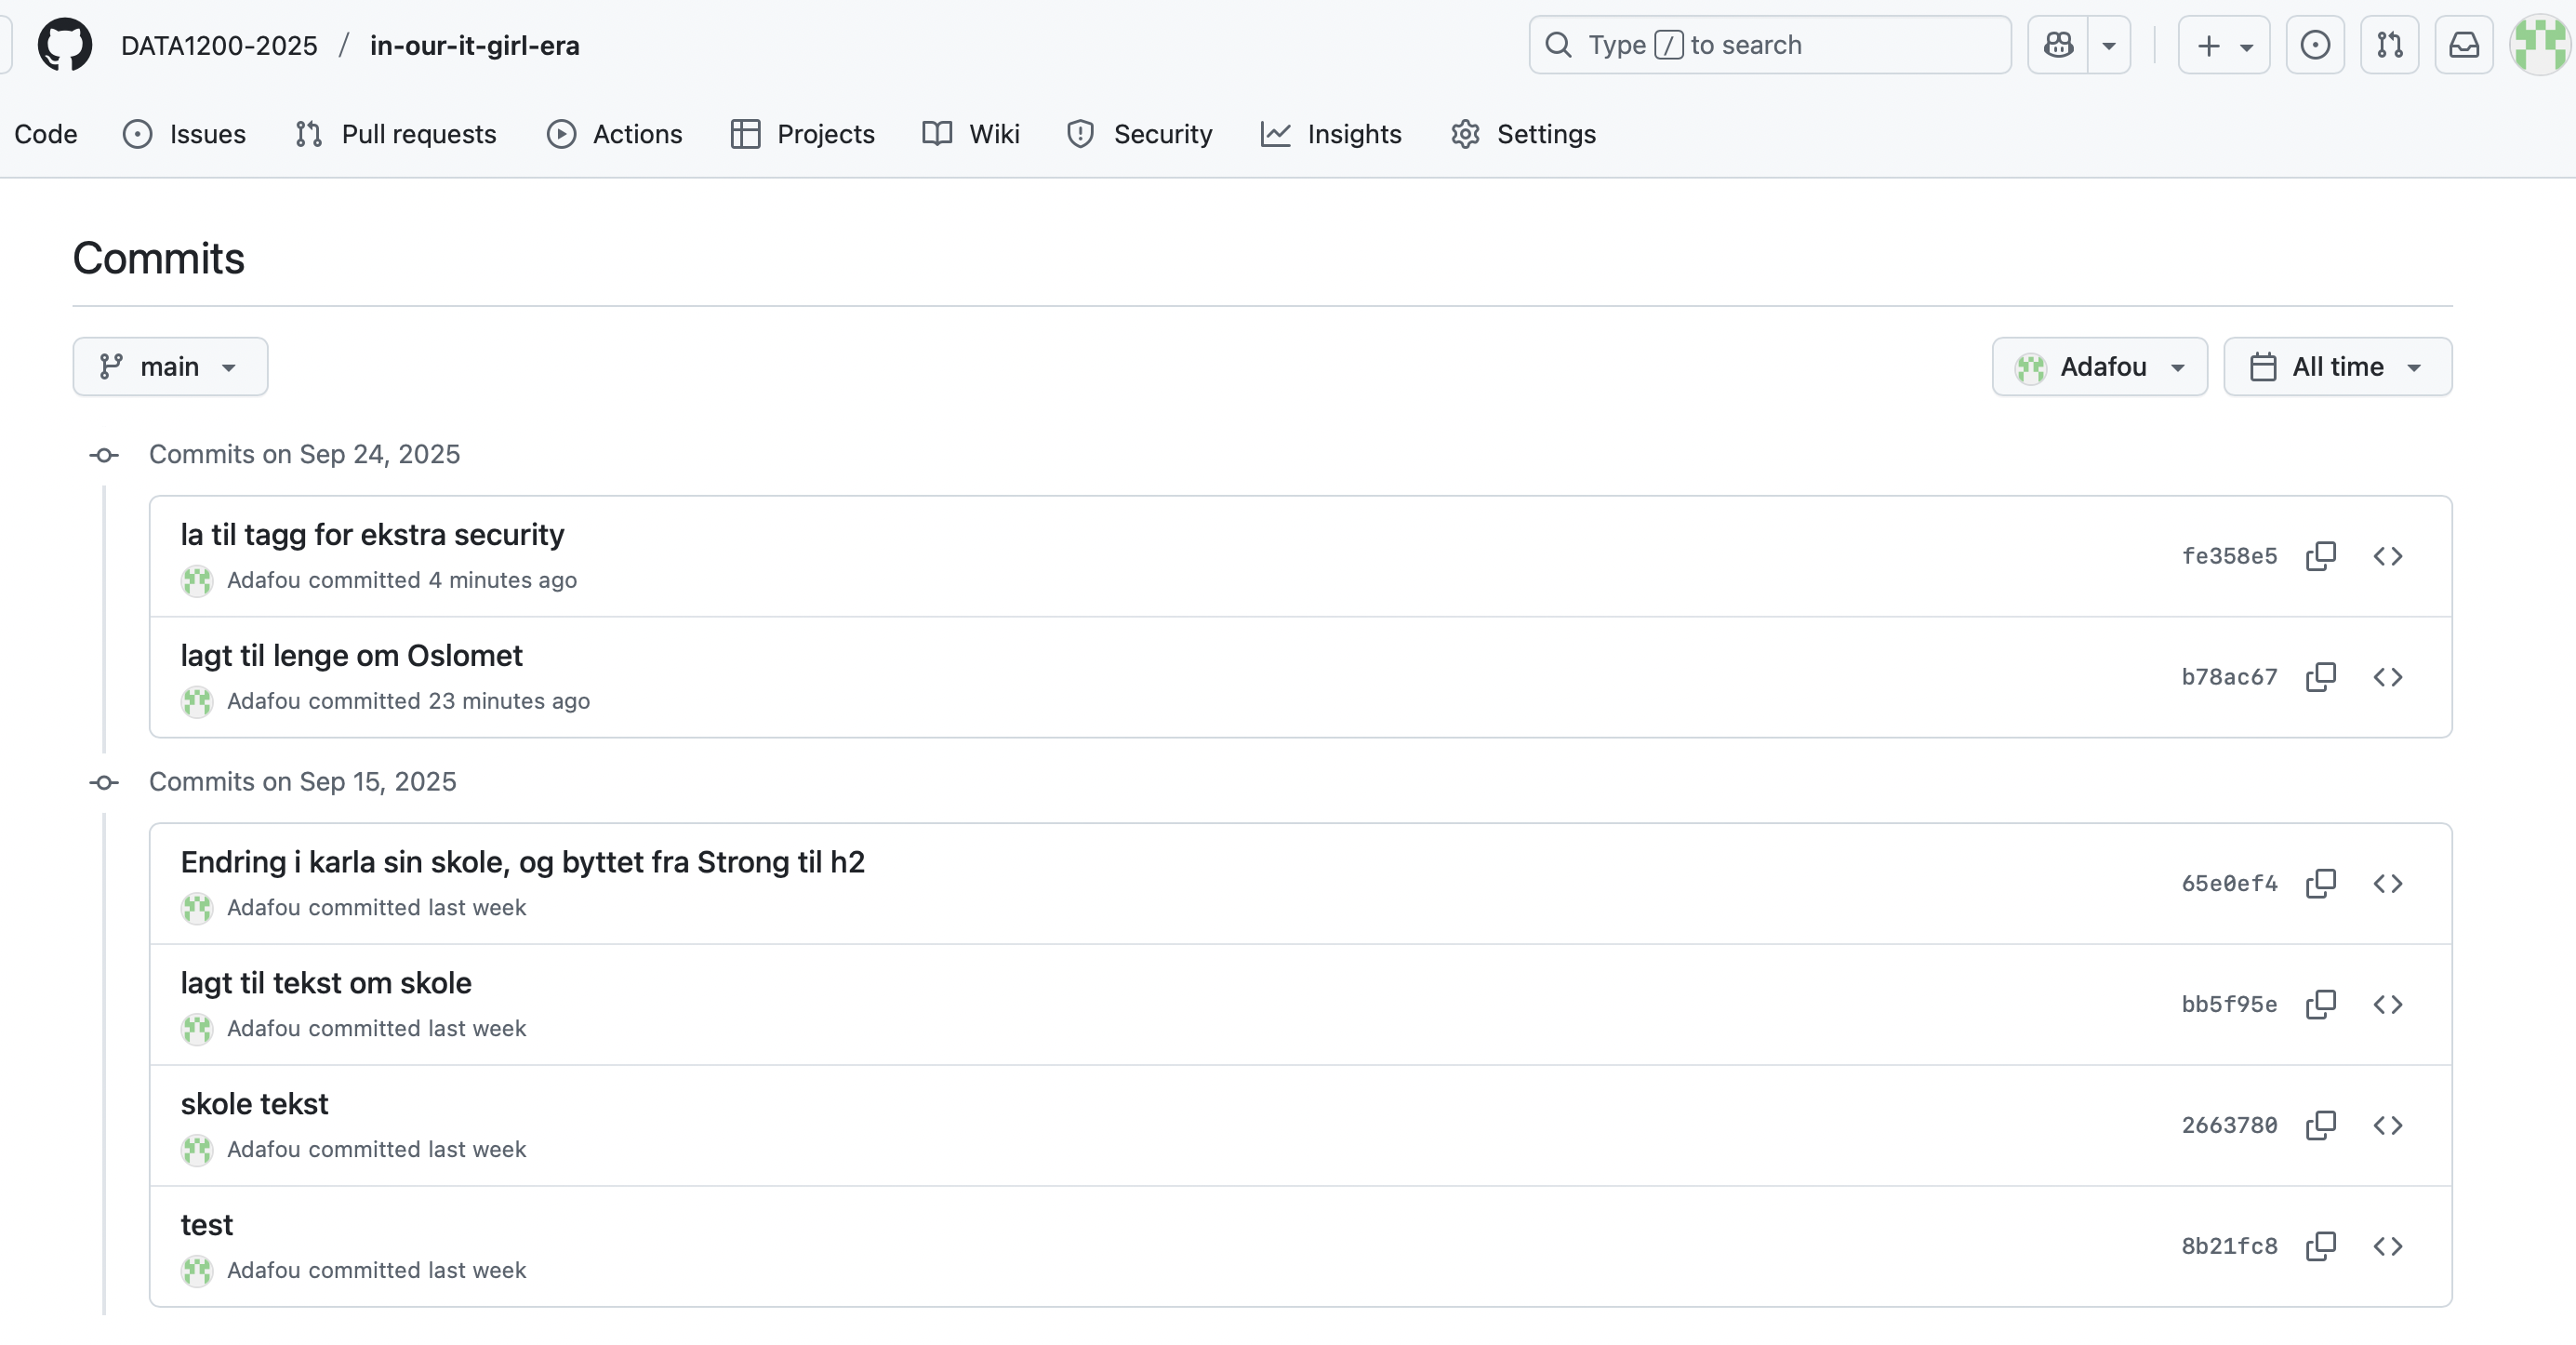 DATA1200-2025 / in-our-it-girl-era
Type / to search
Code Issues Pull requests Actions Projects Wiki Security Insights Settings
Commits
main Adafou All time
Commits on Sep 24, 2025
la til tagg for ekstra security
fe358e5
Adafou committed 4 minutes ago
lagt til lenge om Oslomet
b78ac67
Adafou committed 23 minutes ago
Commits on Sep 15, 2025
Endring i karla sin skole, og byttet fra Strong til h2
65e0ef4
Adafou committed last week
lagt til tekst om skole
bb5f95e
Adafou committed last week
skole tekst
2663780
Adafou committed last week
test
8b21fc8
Adafou committed last week